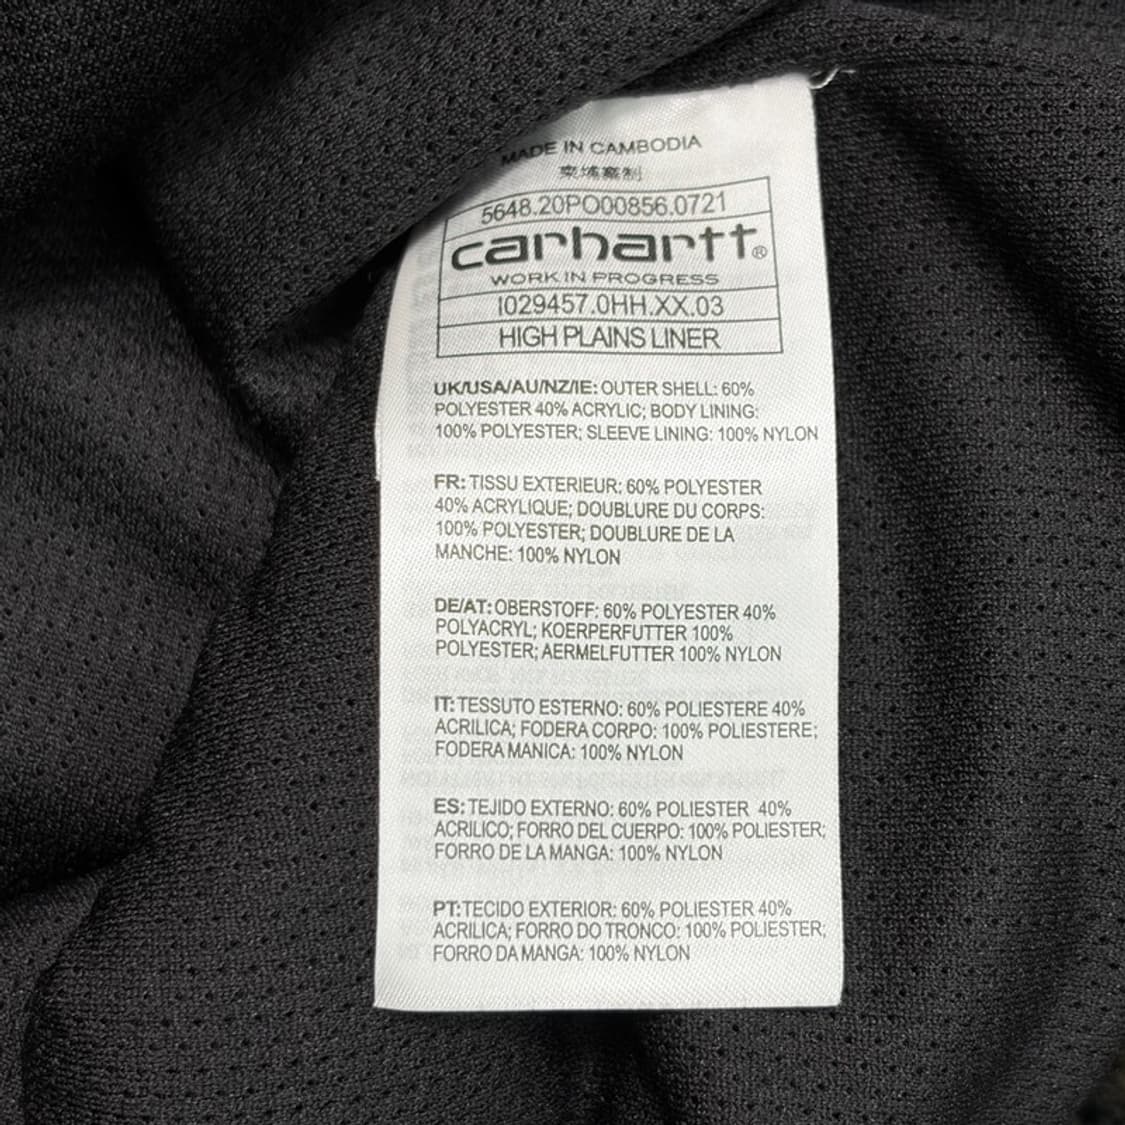 MADE IN CAMBODIA
柬埔寨制
5648.20PO00856.0721
carhartt®
WORK IN PROGRESS
I029457.0HH.XX.03
HIGH PLAINS LINER
UK/USA/AU/NZ/IE: OUTER SHELL: 60%
POLYESTER 40% ACRYLIC; BODY LINING:
100% POLYESTER; SLEEVE LINING: 100% NYLON
FR: TISSU EXTERIEUR: 60% POLYESTER
40% ACRYLIQUE; DOUBLURE DU CORPS:
100% POLYESTER; DOUBLURE DE LA
MANCHE: 100% NYLON
DE/AT: OBERSTOFF: 60% POLYESTER 40%
POLYACRYL; KOERPERFUTTER 100%
POLYESTER; AERMELFUTTER 100% NYLON
IT: TESSUTO ESTERNO: 60% POLIESTERE 40%
ACRILICA; FODERA CORPO: 100% POLIESTERE;
FODERA MANICA: 100% NYLON
ES: TEJIDO EXTERNO: 60% POLIESTER 40%
ACRILICO; FORRO DEL CUERPO: 100% POLIESTER;
FORRO DE LA MANGA: 100% NYLON
PT: TECIDO EXTERIOR: 60% POLIESTER 40%
ACRILICA; FORRO DO TRONCO: 100% POLIESTER;
FORRO DA MANGA: 100% NYLON